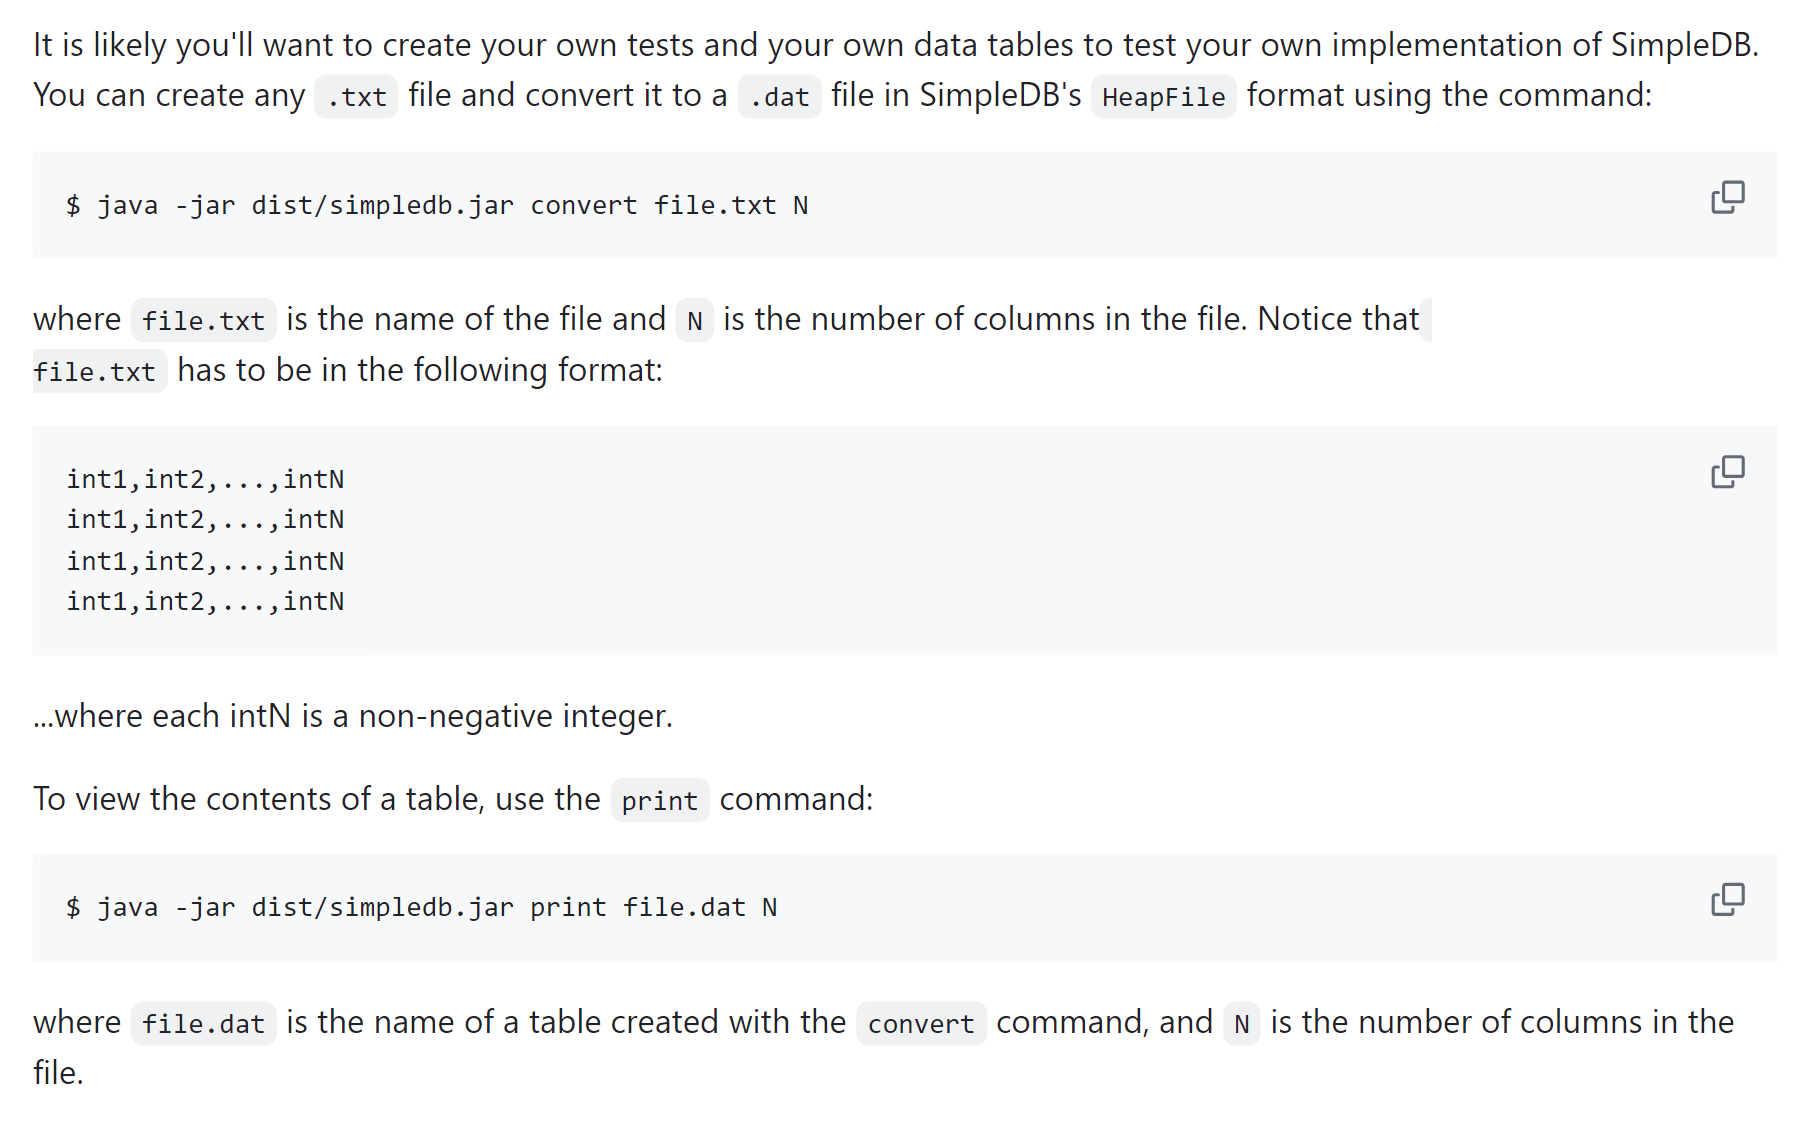 It is likely you'll want to create your own tests and your own data tables to test your own implementation of SimpleDB.
You can create any .txt file and convert it to a .dat file in SimpleDB's HeapFile format using the command:
$ java -jar dist/simpledb.jar convert file.txt N
where file.txt is the name of the file and N is the number of columns in the file. Notice that
file.txt has to be in the following format:
int1,int2,...,intN
int1,int2,...,intN
int1,int2,...,intN
int1,int2,...,intN
...where each intN is a non-negative integer.
To view the contents of a table, use the print command:
$ java -jar dist/simpledb.jar print file.dat N
where file.dat is the name of a table created with the convert command, and N is the number of columns in the
file.